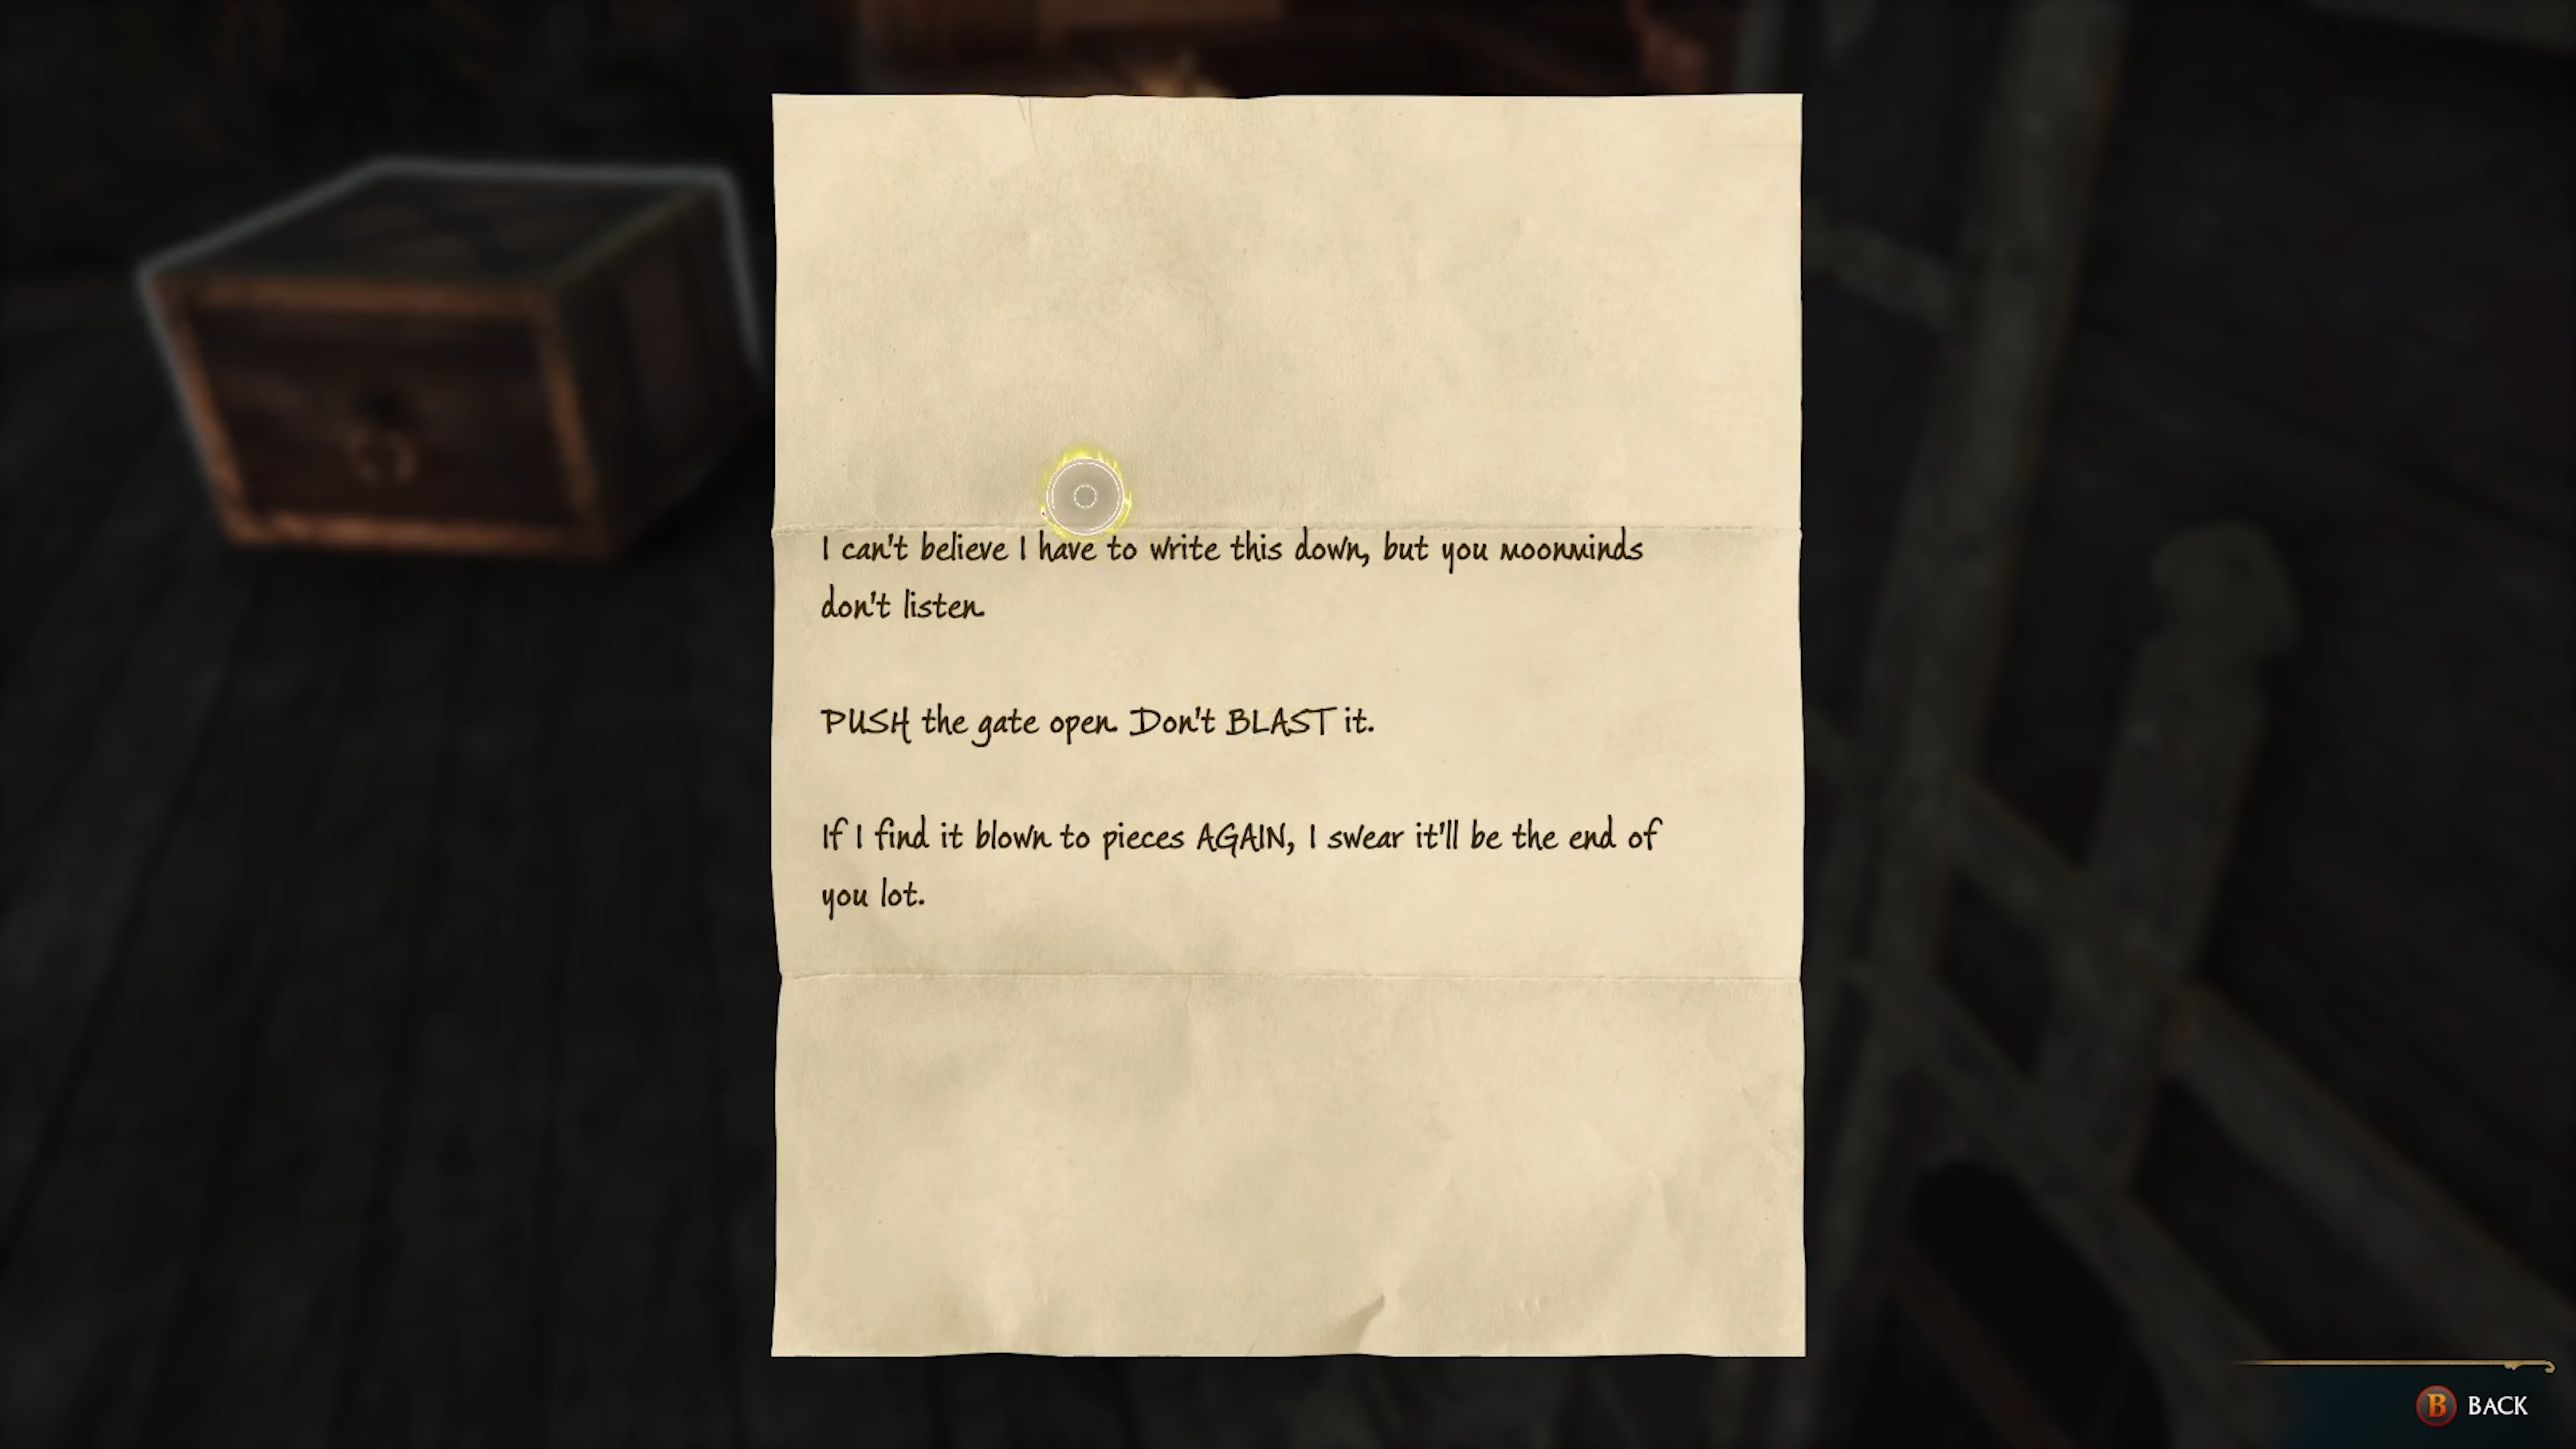 I can't believe I have to write this down, but you moonminds
don't listen.
PUSH the gate open. Don't BLAST it.
If I find it blown to pieces AGAIN, I swear it'll be the end of
you lot.
B BACK